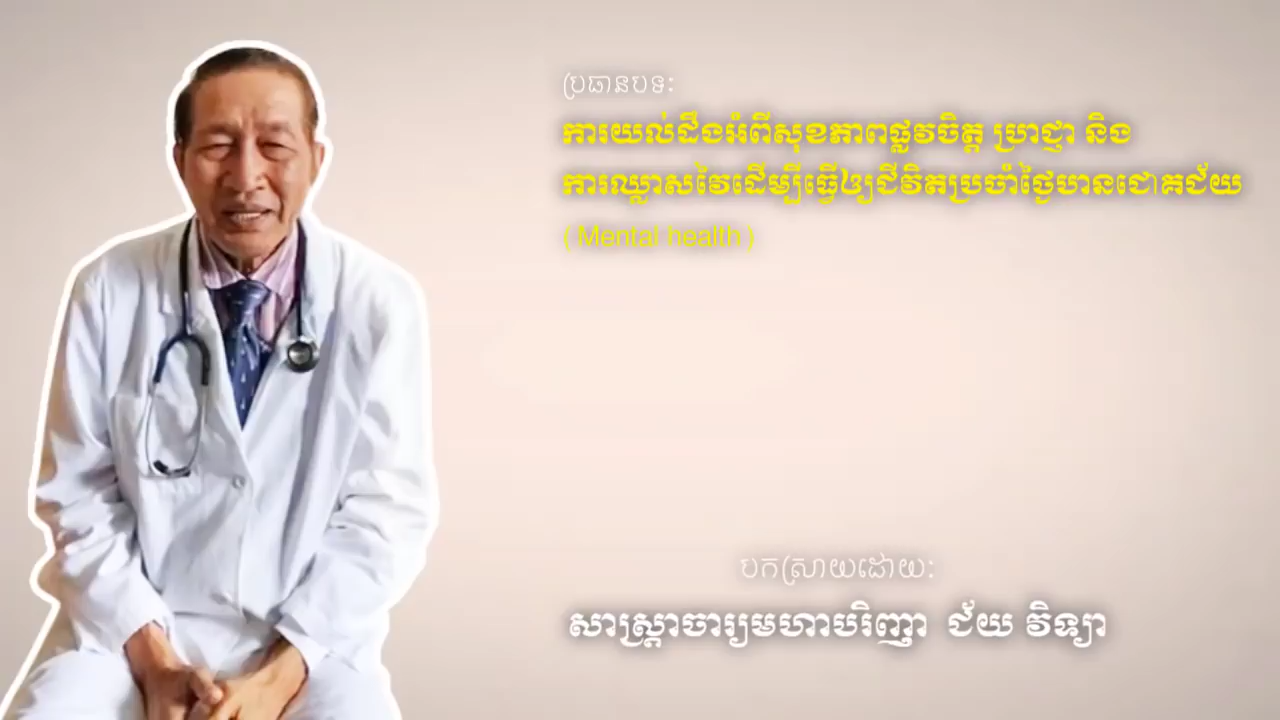 ប្រធានបទ:
ការយល់ដឹងអំពីសុខភាពផ្លូវចិត្ត ប្រាជ្ញា និង
ការឈ្លាសវៃដើម្បីធ្វើឲ្យជីវិតប្រចាំថ្ងៃបានជោគជ័យ
(Mental health)
បកស្រាយដោយ:
សាស្ត្រាចារ្យមហាបរិញ្ញា ជ័យ វិទ្យា